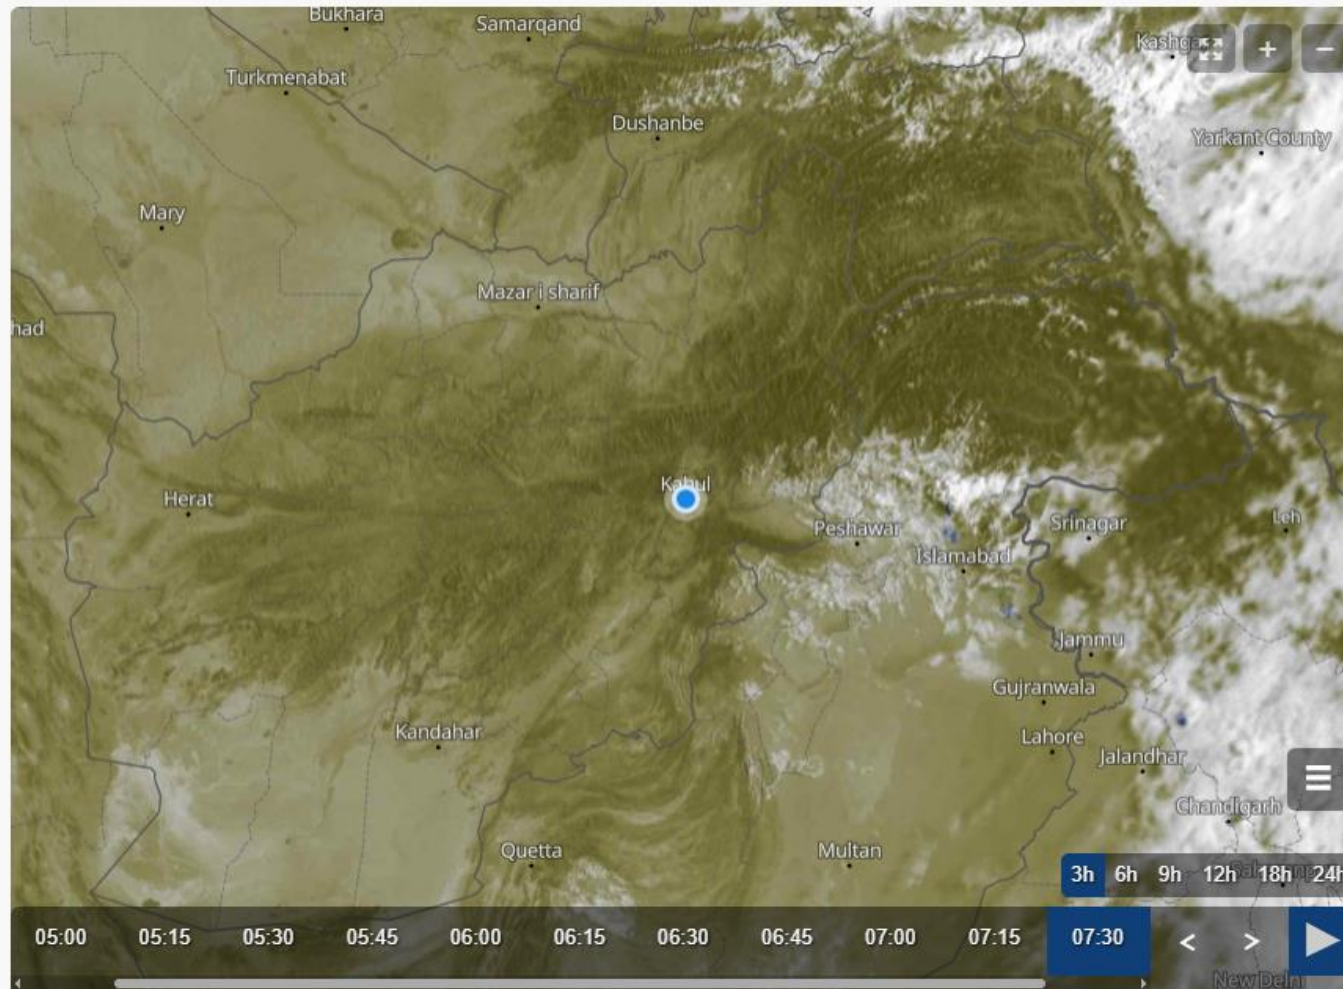 Bukhara
Samarqand
Kashga
+
−
Turkmenabat
Dushanbe
Yarkant County
Mary
Mazar i sharif
had
Kabul
Herat
Peshawar
Srinagar
Leh
Islamabad
Jammu
Gujranwala
Kandahar
Lahore
Jalandhar
Chandigarh
Quetta
Multan
3h 6h 9h 12h 18h 24h
05:00 05:15 05:30 05:45 06:00 06:15 06:30 06:45 07:00 07:15 07:30 < >
New Delhi